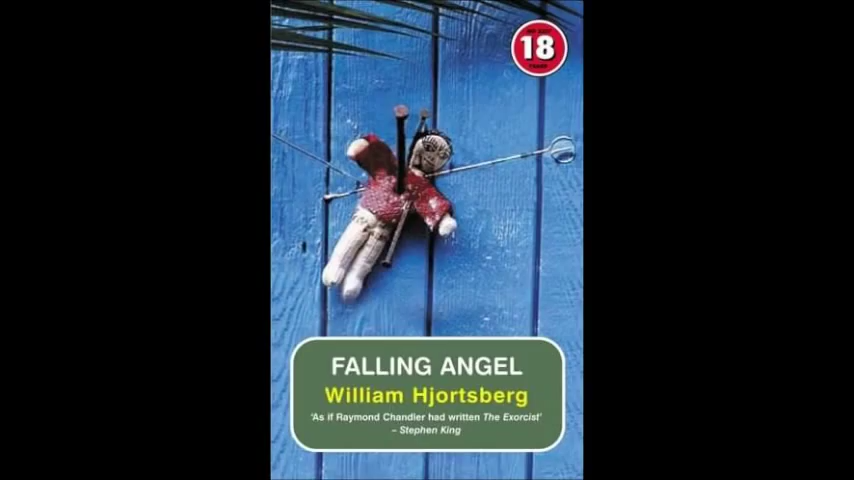 18
FALLING ANGEL
William Hjortsberg
'As if Raymond Chandler had written The Exorcist'
– Stephen King